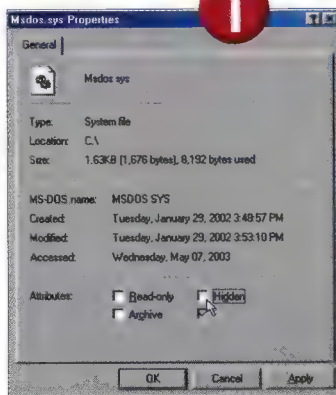 1
Msdos.sys Properties
General
Msdos sys
Type: System file
Location: C:\
Size: 1.63KB (1,676 bytes), 8,192 bytes used
MS-DOS name: MSDOS SYS
Created: Tuesday, January 29, 2002 3:48:57 PM
Modified: Tuesday, January 29, 2002 3:53:10 PM
Accessed: Wednesday, May 07, 2003
Attributes: Read-only Hidden
Archive
OK Cancel Apply